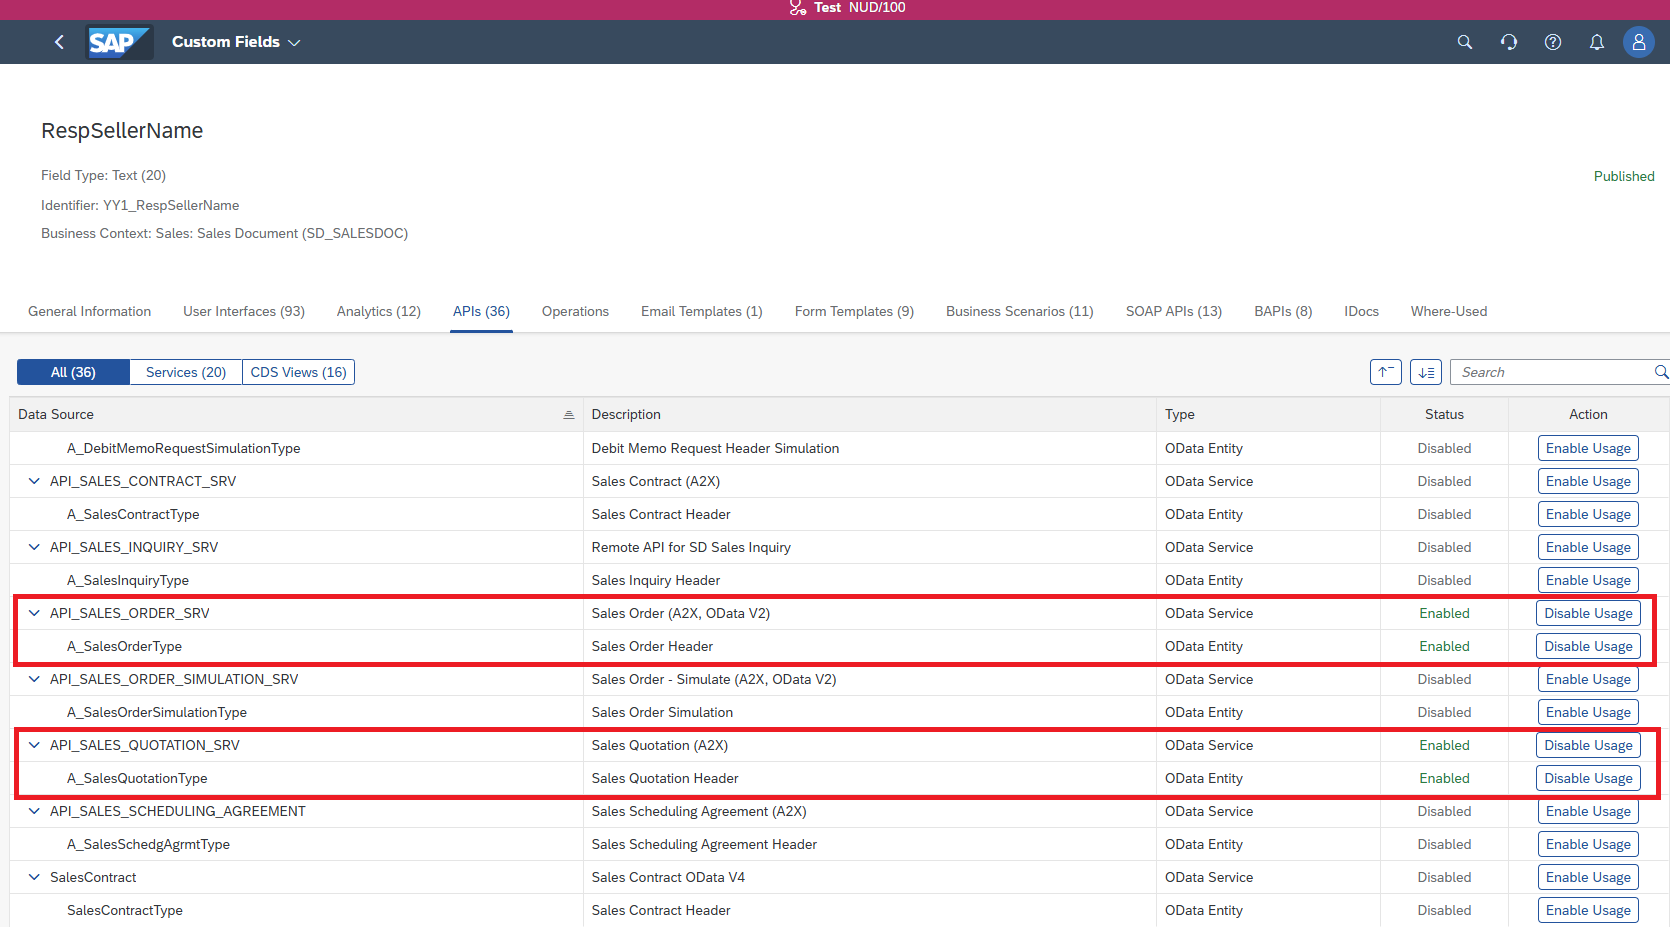 Test NUD/100
SAP Custom Fields
RespSellerName
Field Type: Text (20)
Published
Identifier: YY1_RespSellerName
Business Context: Sales: Sales Document (SD_SALESDOC)
General Information User Interfaces (93) Analytics (12) APIs (36) Operations Email Templates (1) Form Templates (9) Business Scenarios (11) SOAP APIs (13) BAPIs (8) IDocs Where-Used
All (36) Services (20) CDS Views (16) Search
Data Source Description Type Status Action
A_DebitMemoRequestSimulationType Debit Memo Request Header Simulation OData Entity Disabled Enable Usage
API_SALES_CONTRACT_SRV Sales Contract (A2X) OData Service Disabled Enable Usage
A_SalesContractType Sales Contract Header OData Entity Disabled Enable Usage
API_SALES_INQUIRY_SRV Remote API for SD Sales Inquiry OData Service Disabled Enable Usage
A_SalesInquiryType Sales Inquiry Header OData Entity Disabled Enable Usage
API_SALES_ORDER_SRV Sales Order (A2X, OData V2) OData Service Enabled Disable Usage
A_SalesOrderType Sales Order Header OData Entity Enabled Disable Usage
API_SALES_ORDER_SIMULATION_SRV Sales Order - Simulate (A2X, OData V2) OData Service Disabled Enable Usage
A_SalesOrderSimulationType Sales Order Simulation OData Entity Disabled Enable Usage
API_SALES_QUOTATION_SRV Sales Quotation (A2X) OData Service Enabled Disable Usage
A_SalesQuotationType Sales Quotation Header OData Entity Enabled Disable Usage
API_SALES_SCHEDULING_AGREEMENT Sales Scheduling Agreement (A2X) OData Service Disabled Enable Usage
A_SalesSchedgAgrmtType Sales Scheduling Agreement Header OData Entity Disabled Enable Usage
SalesContract Sales Contract OData V4 OData Service Disabled Enable Usage
SalesContractType Sales Contract Header OData Entity Disabled Enable Usage